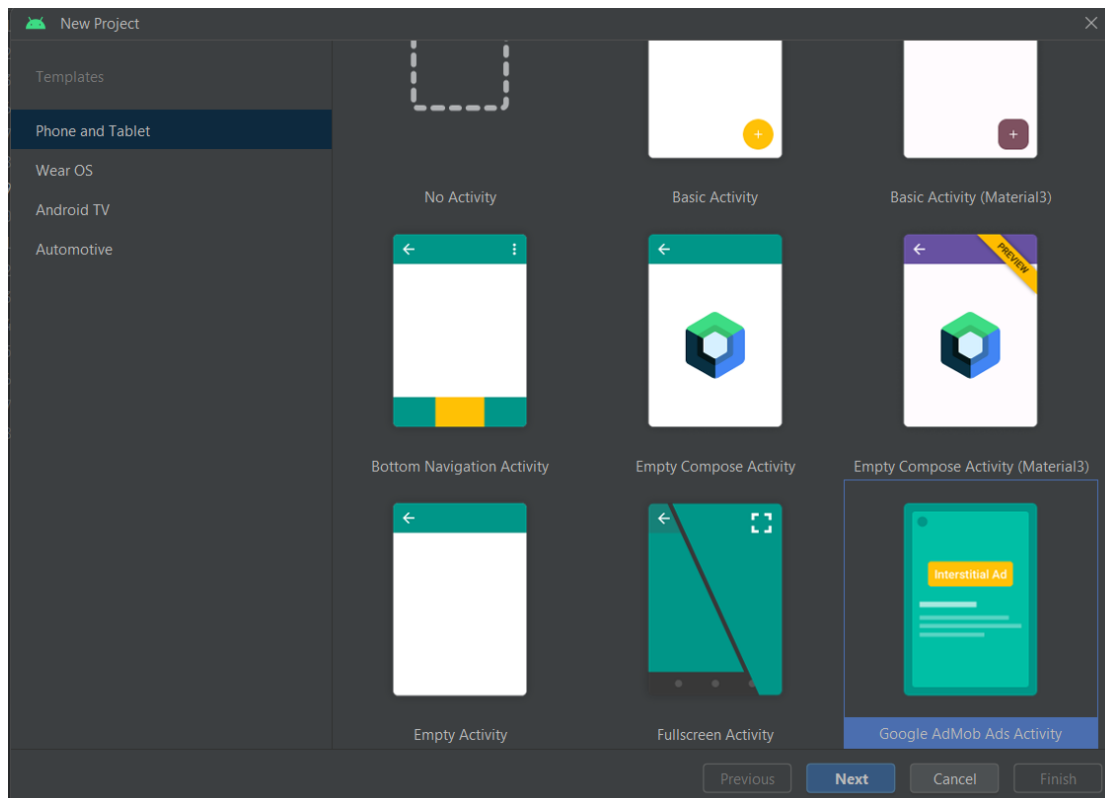 New Project
Templates
Phone and Tablet
Wear OS
Android TV
Automotive
No Activity
Basic Activity
Basic Activity (Material3)
PREVIEW
Bottom Navigation Activity
Empty Compose Activity
Empty Compose Activity (Material3)
Interstitial Ad
Empty Activity
Fullscreen Activity
Google AdMob Ads Activity
Previous
Next
Cancel
Finish